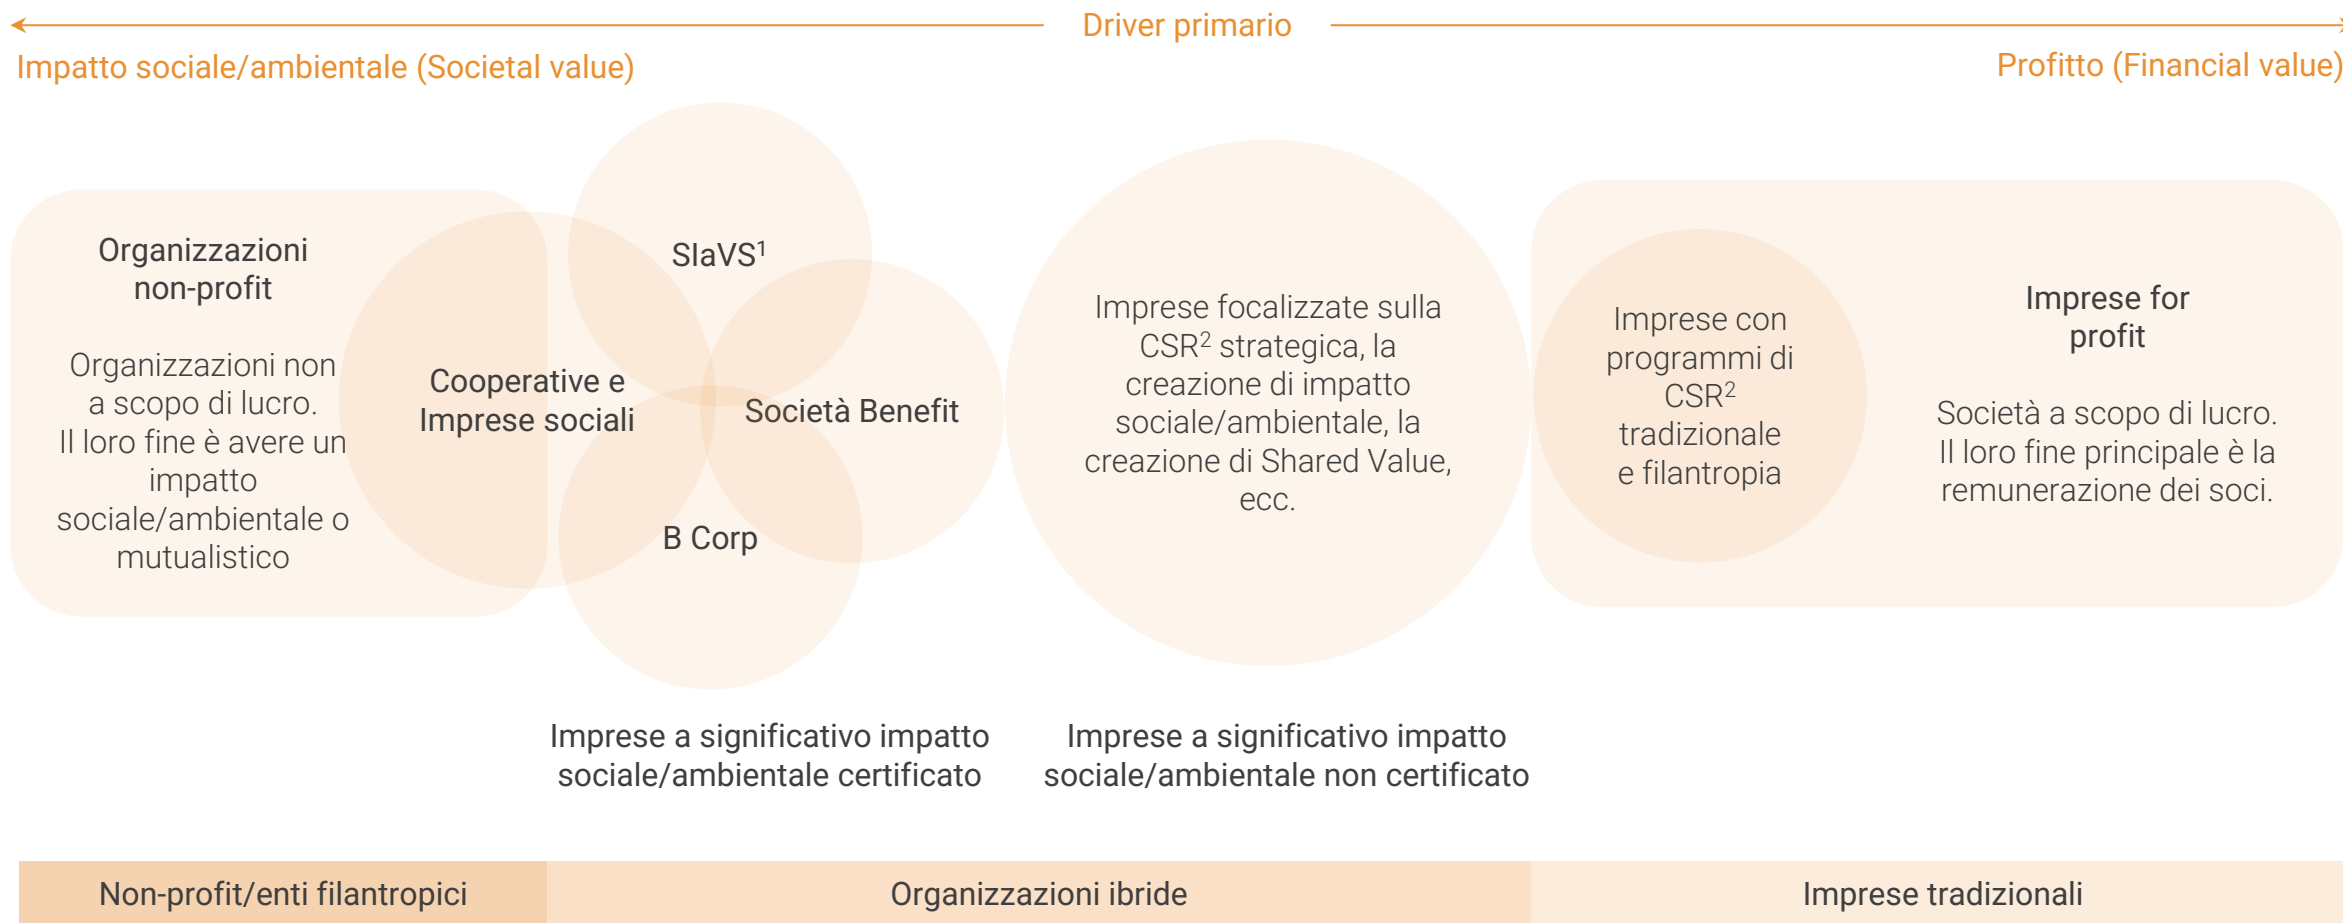 Driver primario
Impatto sociale/ambientale (Societal value)
Profitto (Financial value)
Organizzazioni
non-profit
Organizzazioni non
a scopo di lucro.
Il loro fine è avere un
impatto
sociale/ambientale o
mutualistico
Cooperative e
Imprese sociali
SIaVS¹
Società Benefit
B Corp
Imprese focalizzate sulla
CSR² strategica, la
creazione di impatto
sociale/ambientale, la
creazione di Shared Value,
ecc.
Imprese con
programmi di
CSR²
tradizionale
e filantropia
Imprese for
profit
Società a scopo di lucro.
Il loro fine principale è la
remunerazione dei soci.
Imprese a significativo impatto
sociale/ambientale certificato
Imprese a significativo impatto
sociale/ambientale non certificato
Non-profit/enti filantropici
Organizzazioni ibride
Imprese tradizionali